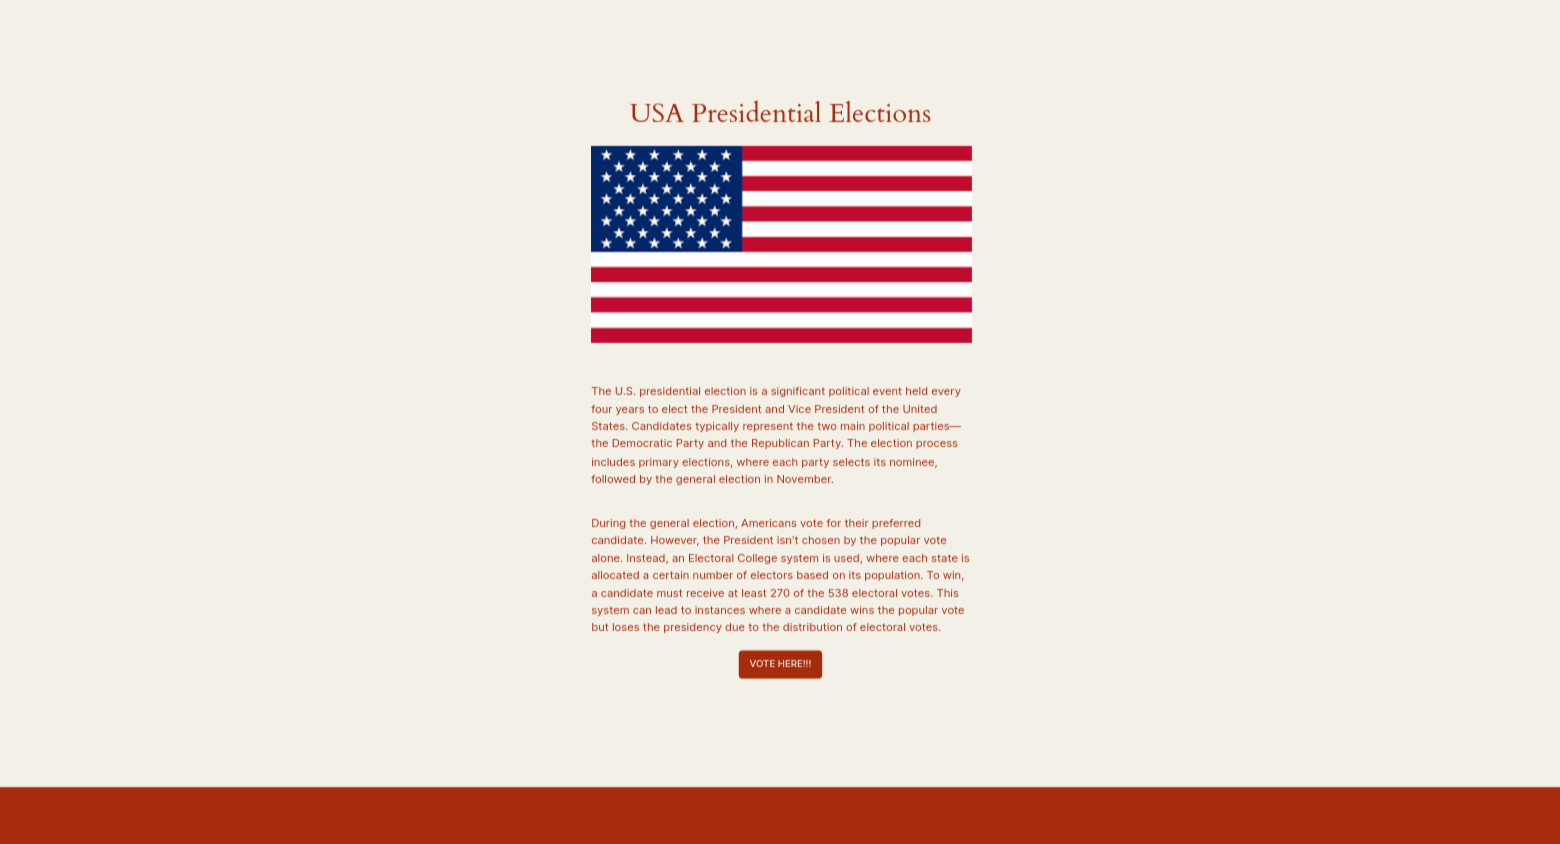 USA Presidential Elections
The U.S. presidential election is a significant political event held every
four years to elect the President and Vice President of the United
States. Candidates typically represent the two main political parties—
the Democratic Party and the Republican Party. The election process
includes primary elections, where each party selects its nominee,
followed by the general election in November.
During the general election, Americans vote for their preferred
candidate. However, the President isn't chosen by the popular vote
alone. Instead, an Electoral College system is used, where each state is
allocated a certain number of electors based on its population. To win,
a candidate must receive at least 270 of the 538 electoral votes. This
system can lead to instances where a candidate wins the popular vote
but loses the presidency due to the distribution of electoral votes.
VOTE HERE!!!